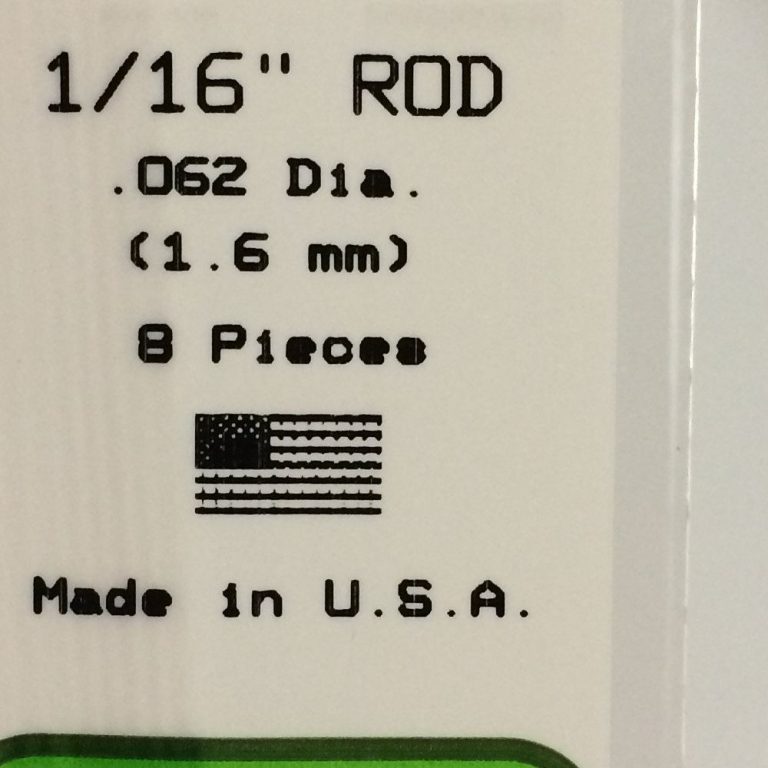 1/16" ROD
.062 Dia.
(1.6 mm)
8 Pieces
Made in U.S.A.